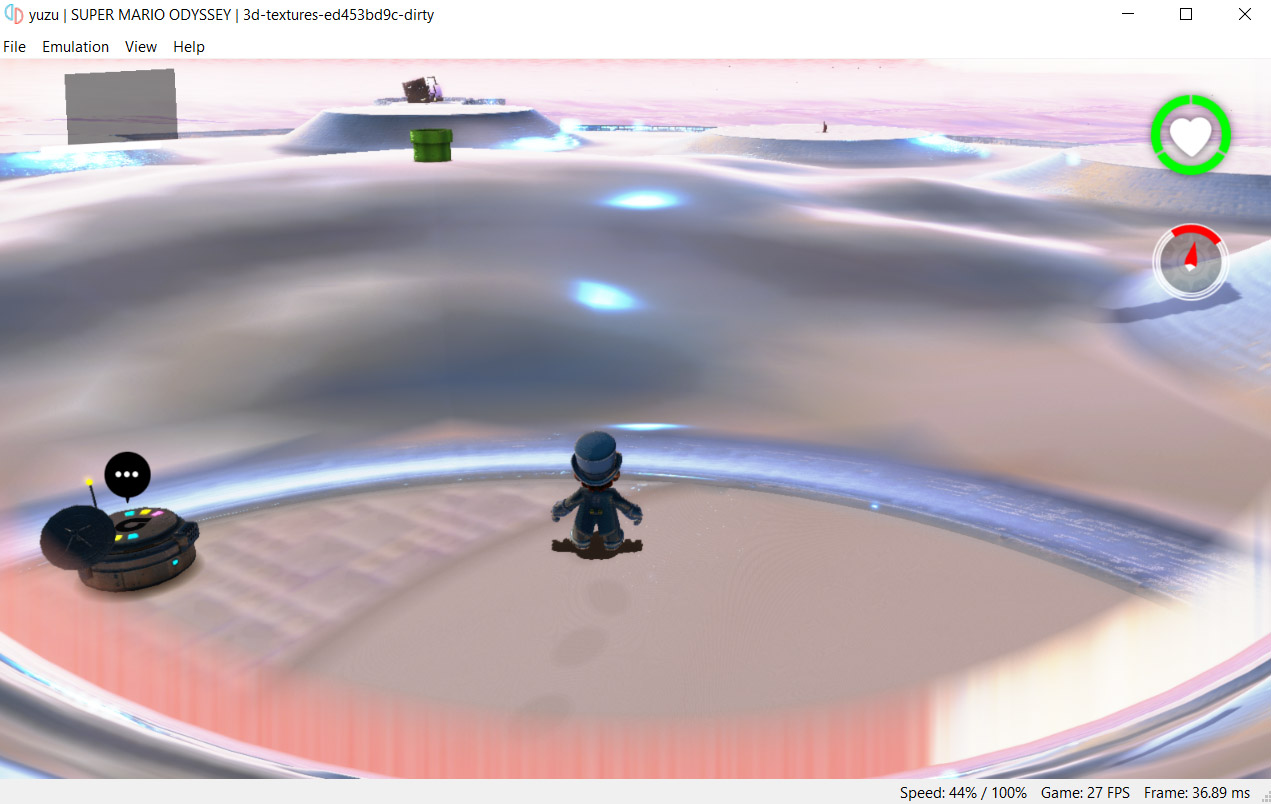 yuzu | SUPER MARIO ODYSSEY | 3d-textures-ed453bd9c-dirty
File Emulation View Help
Speed: 44% / 100% Game: 27 FPS Frame: 36.89 ms